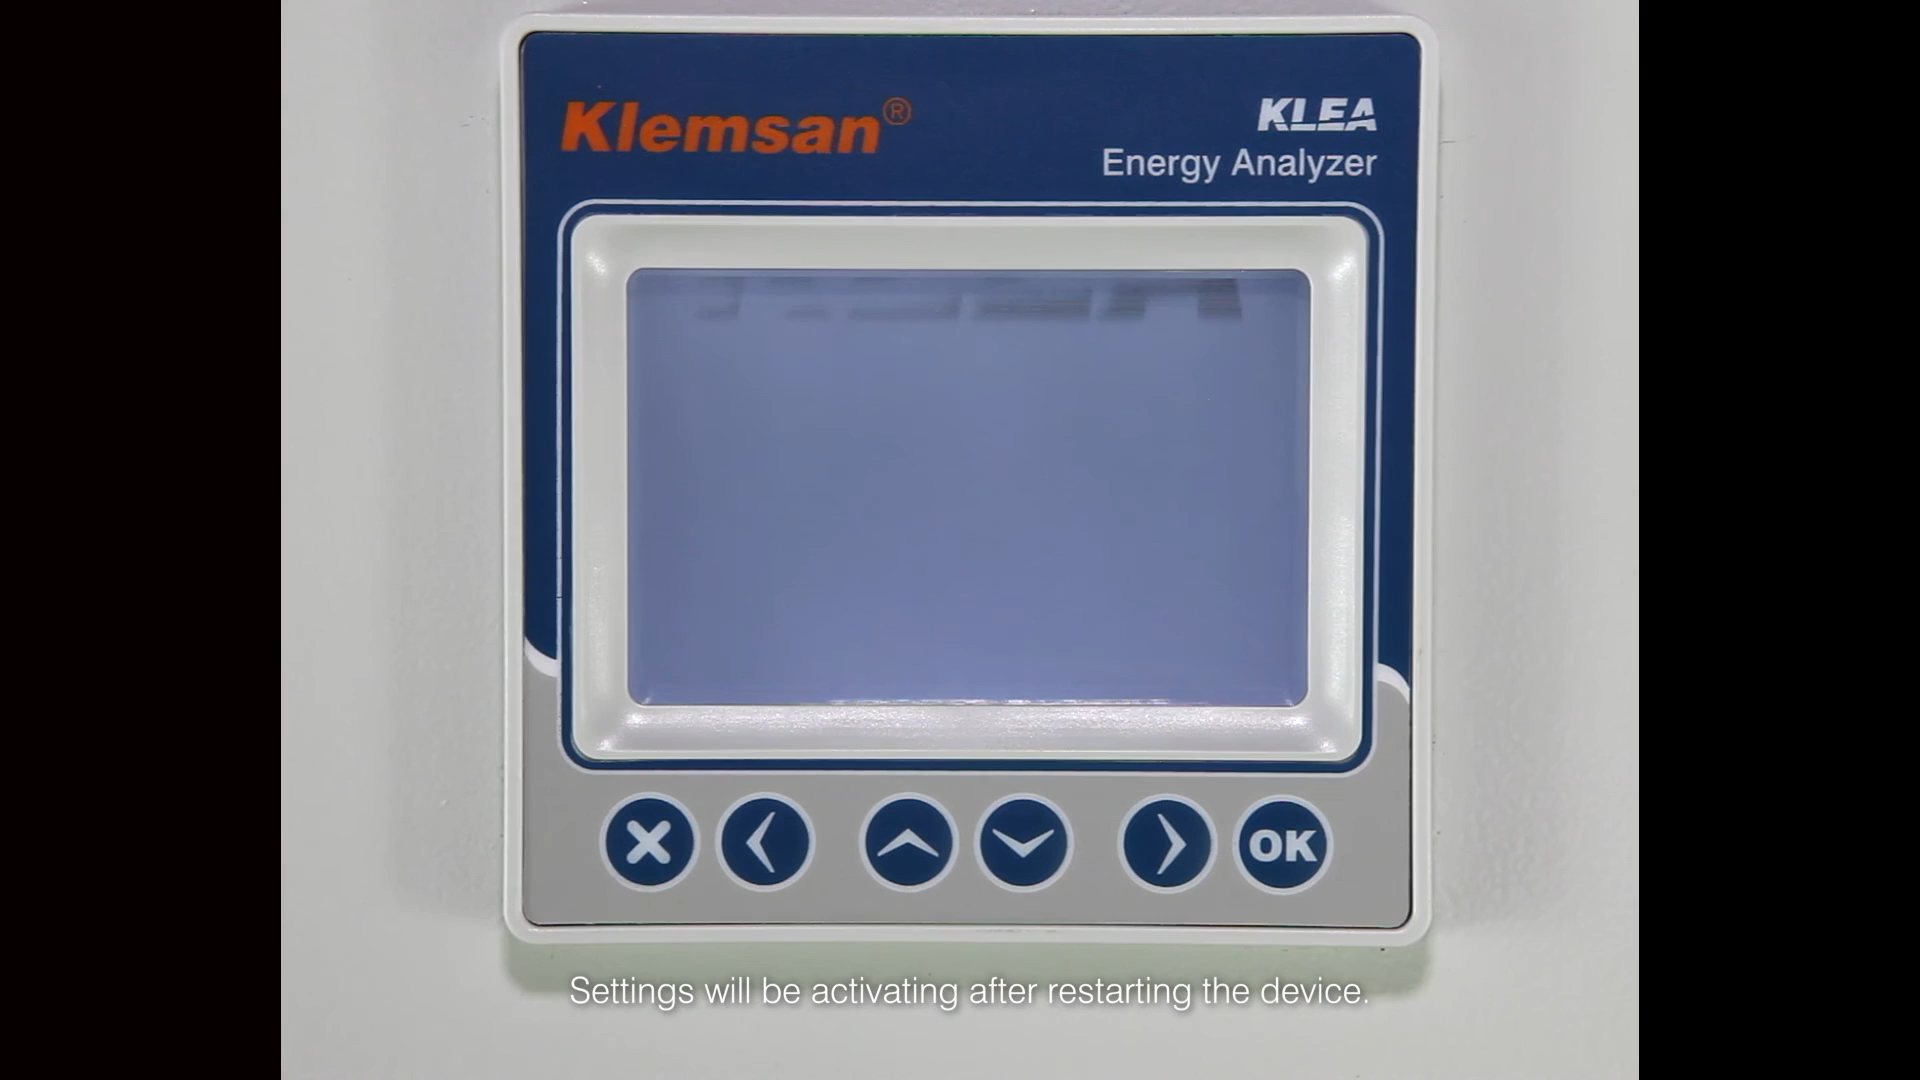 Klemsan®
KLEA
Energy Analyzer
OK
Settings will be activating after restarting the device.